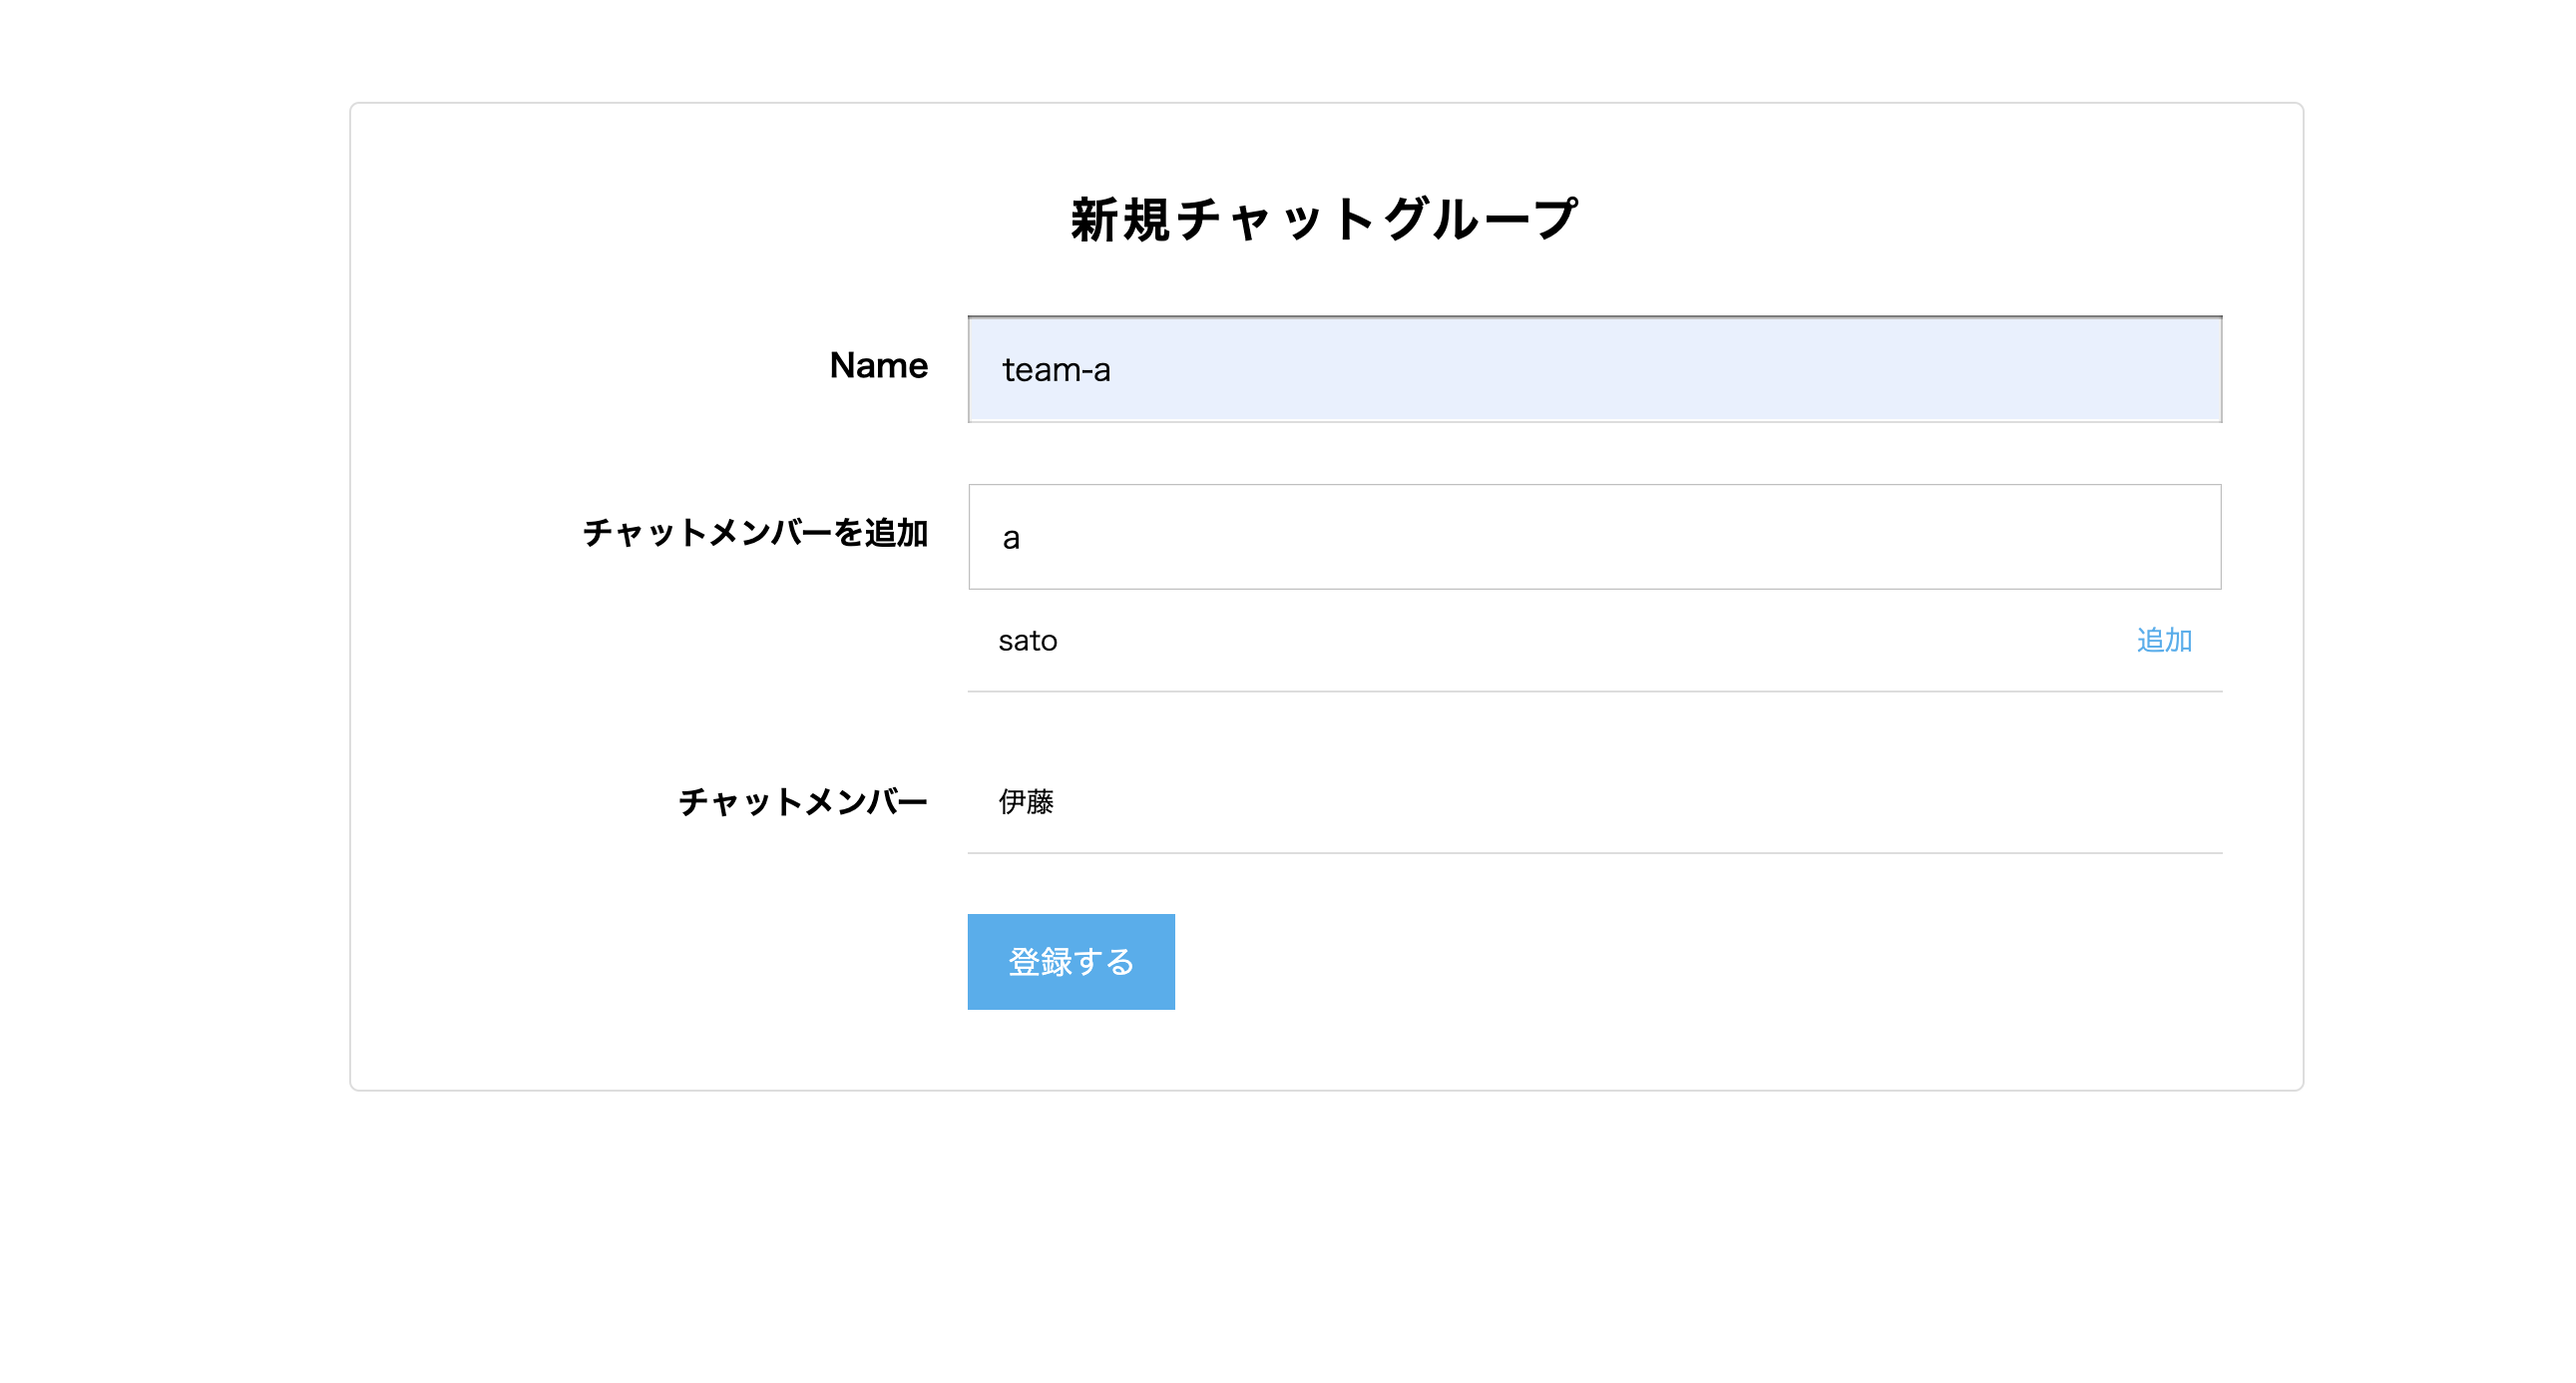 新規チャットグループ
Name
team-a
チャットメンバーを追加
a
sato
追加
チャットメンバー
伊藤
登録する